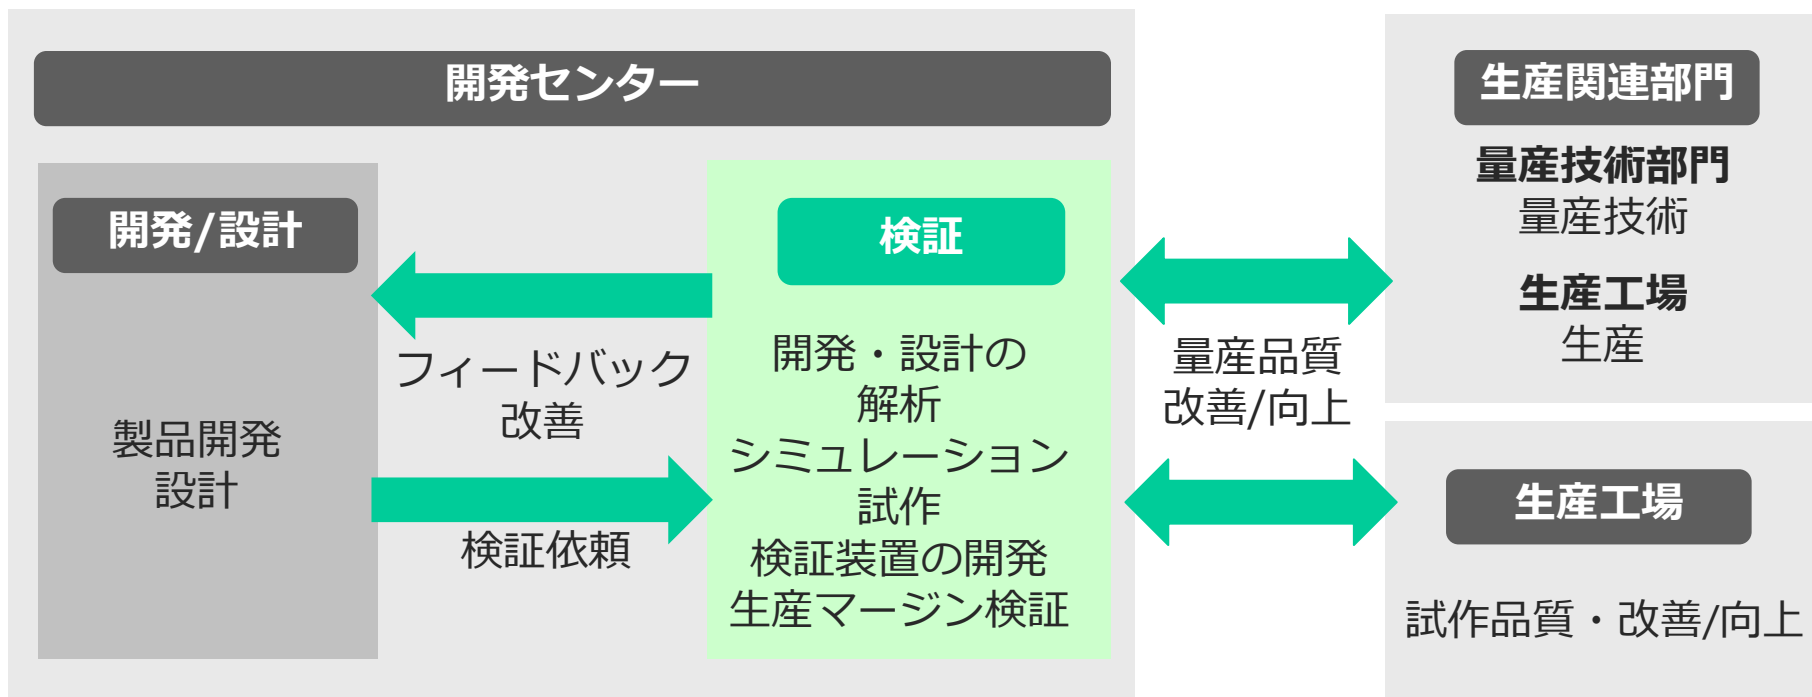 開発センター
開発/設計
製品開発
設計
フィードバック
改善
検証依頼
検証
開発・設計の
解析
シミュレーション
試作
検証装置の開発
生産マージン検証
量産品質
改善/向上
生産関連部門
量産技術部門
量産技術
生産工場
生産
生産工場
試作品質・改善/向上